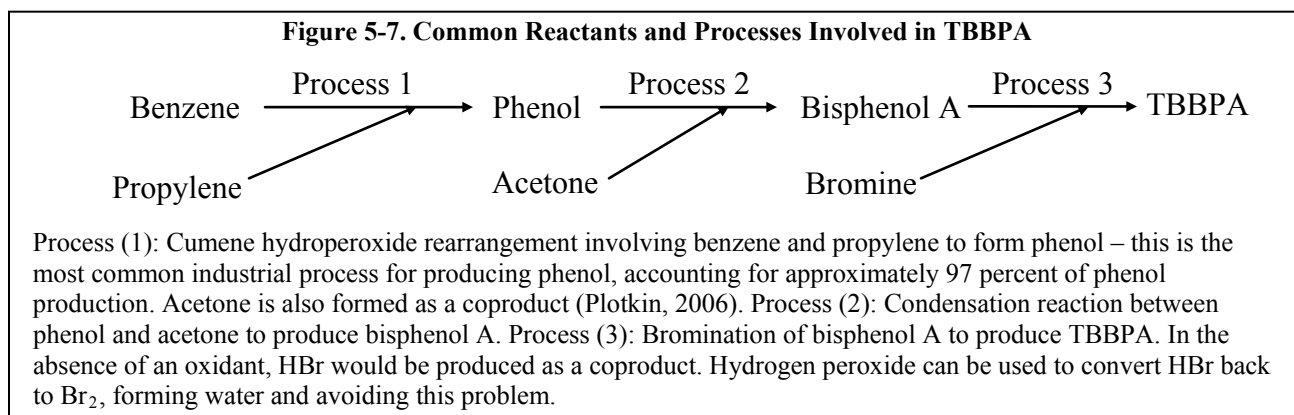 Figure 5-7. Common Reactants and Processes Involved in TBBPA
Process 1 Process 2 Process 3
Benzene Phenol Bisphenol A TBBPA
Propylene Acetone Bromine
Process (1): Cumene hydroperoxide rearrangement involving benzene and propylene to form phenol – this is the
most common industrial process for producing phenol, accounting for approximately 97 percent of phenol
production. Acetone is also formed as a coproduct (Plotkin, 2006). Process (2): Condensation reaction between
phenol and acetone to produce bisphenol A. Process (3): Bromination of bisphenol A to produce TBBPA. In the
absence of an oxidant, HBr would be produced as a coproduct. Hydrogen peroxide can be used to convert HBr back
to Br₂, forming water and avoiding this problem.